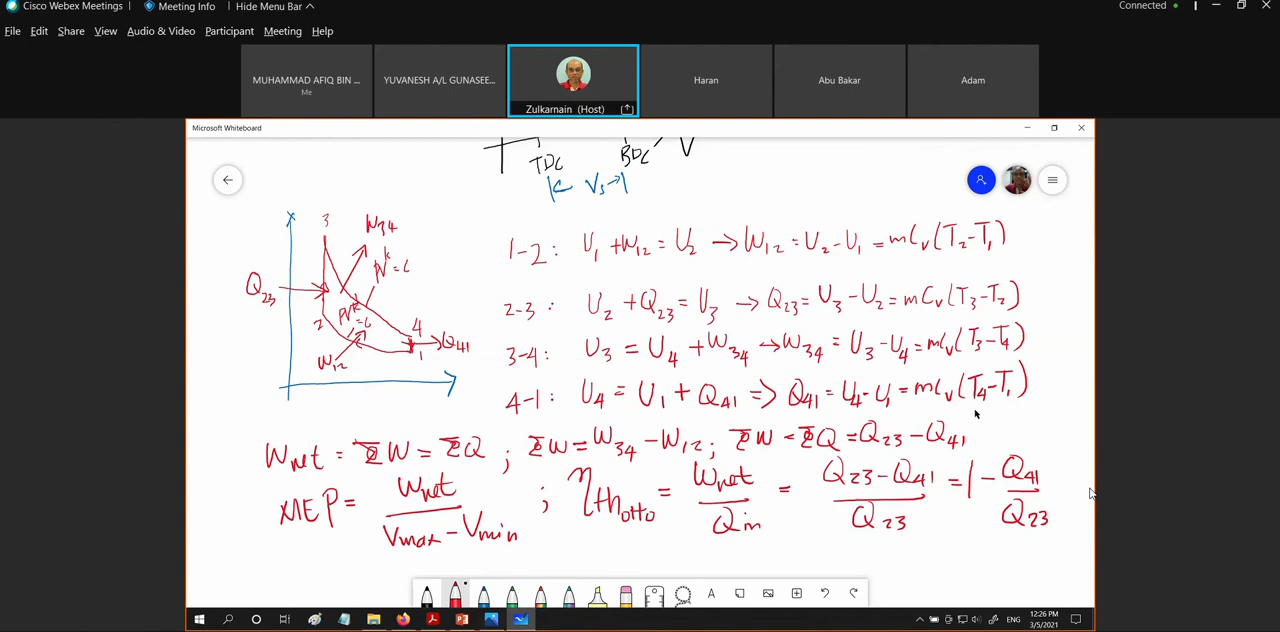 Cisco Webex Meetings | Meeting Info | Hide Menu Bar
Connected
File Edit Share View Audio & Video Participant Meeting Help
MUHAMMAD AFIQ BIN ...
Me
YUVANESH A/L GUNASEE...
Zulkarnain (Host)
Haran
Abu Bakar
Adam
Microsoft Whiteboard
TDC BDC V
Vs
3 W34
PV^k = C
Q23
2 PV^k = C
4 Q41
W12 1
1-2: U1 + W12 = U2 → W12 = U2 - U1 = mCv(T2-T1)
2-3: U2 + Q23 = U3 → Q23 = U3 - U2 = mCv(T3-T2)
3-4: U3 = U4 + W34 → W34 = U3 - U4 = mCv(T3-T4)
4-1: U4 = U1 + Q41 => Q41 = U4 - U1 = mCv(T4-T1)
Wnet = ΣW = ΣQ ; ΣW = W34 - W12 ; ΣW = ΣQ = Q23 - Q41
MEP = Wnet / (Vmax - Vmin) ; ηth otto = Wnet / Qin = (Q23 - Q41) / Q23 = 1 - Q41 / Q23
A
ENG
12:26 PM
3/5/2021